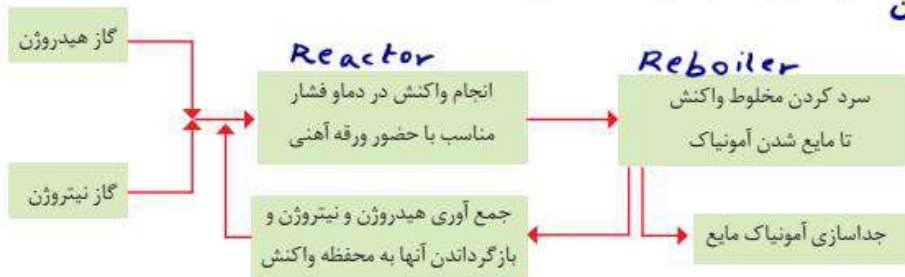 گاز هیدروژن
Reactor
Reboiler
انجام واکنش در دماو فشار
مناسب با حضور ورقه آهنی
سرد کردن مخلوط واکنش
تا مایع شدن آمونیاک
گاز نیتروژن
جمع آوری هیدروژن و نیتروژن و
بازگرداندن آنها به محفظه واکنش
جداسازی آمونیاک مایع